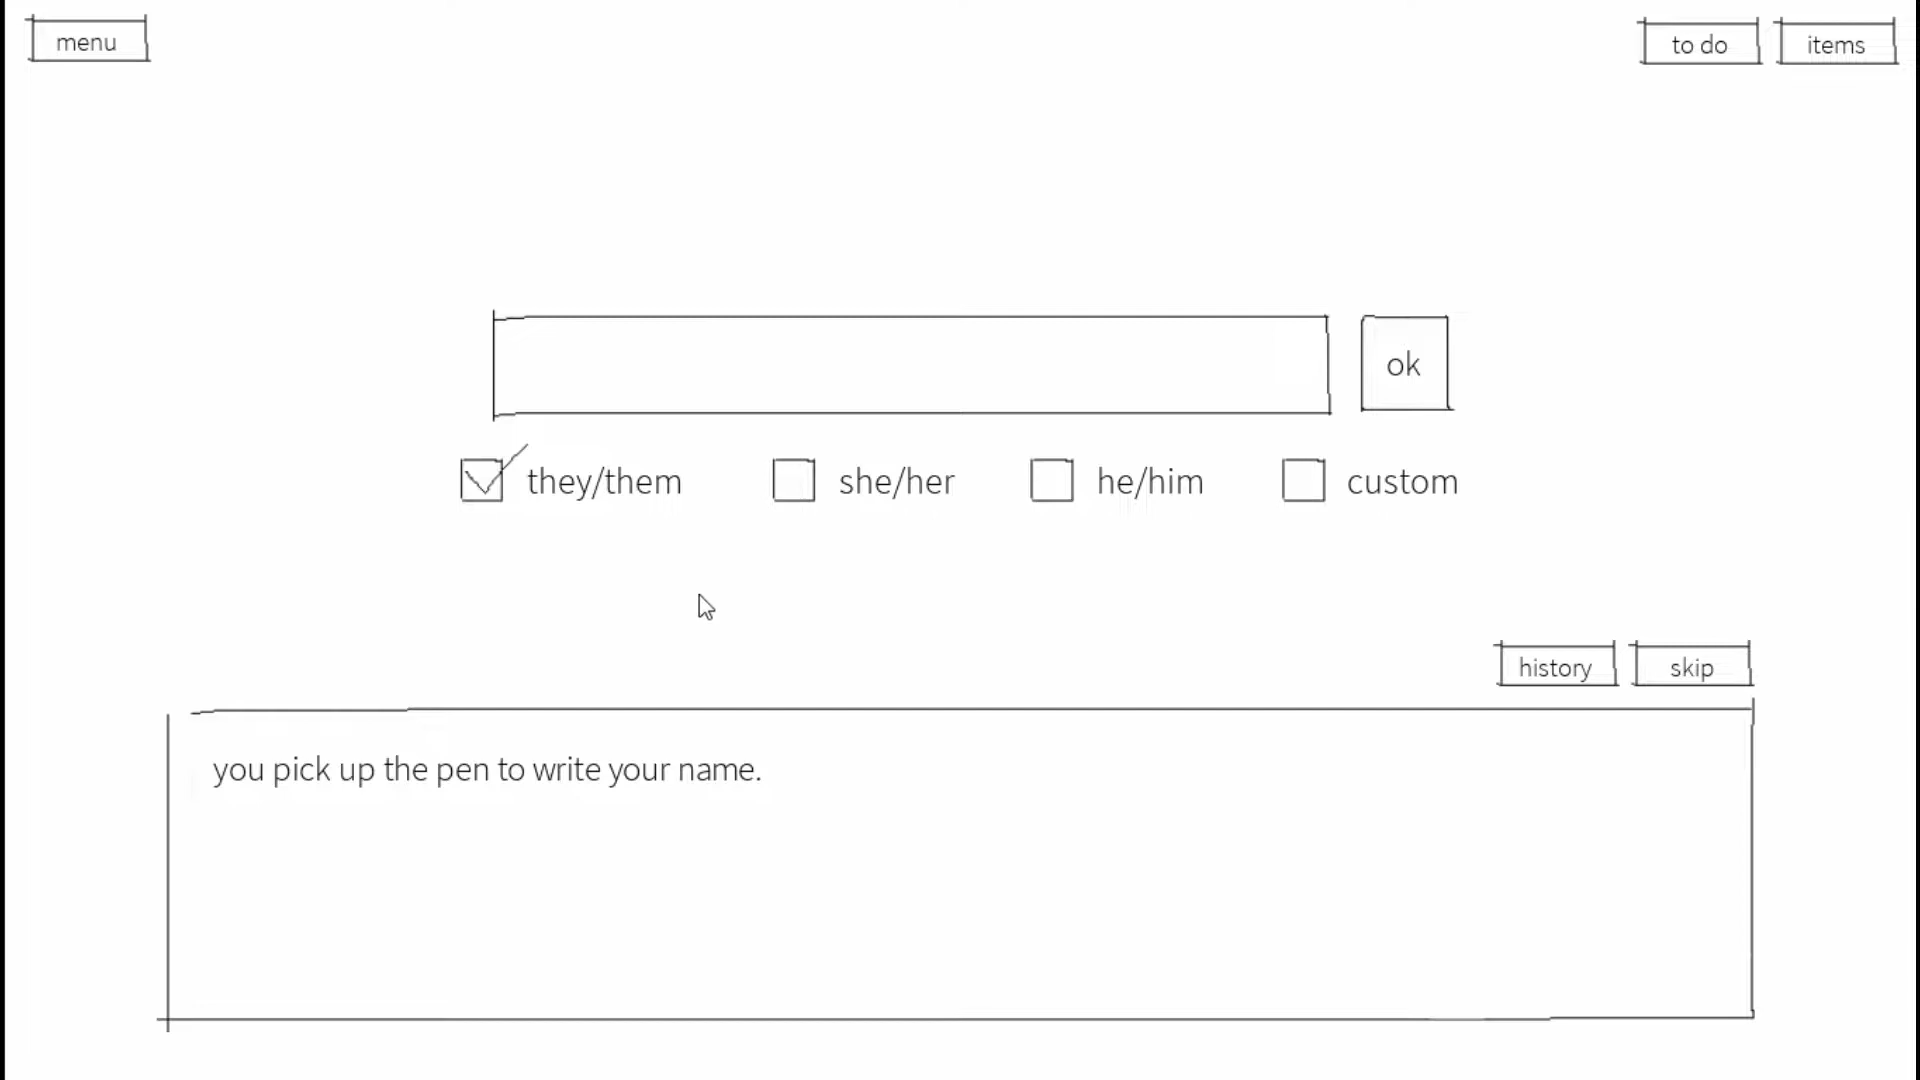 menu
to do
items
ok
they/them
she/her
he/him
custom
history
skip
you pick up the pen to write your name.